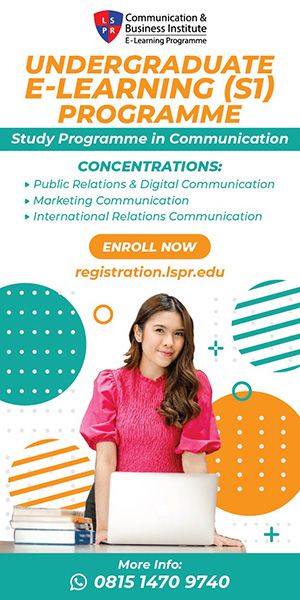 L S
P R
Communication &
Business Institute
E-Learning Programme
UNDERGRADUATE
E-LEARNING (S1)
PROGRAMME
Study Programme in Communication
CONCENTRATIONS:
Public Relations & Digital Communication
Marketing Communication
International Relations Communication
ENROLL NOW
registration.lspr.edu
More Info:
0815 1470 9740